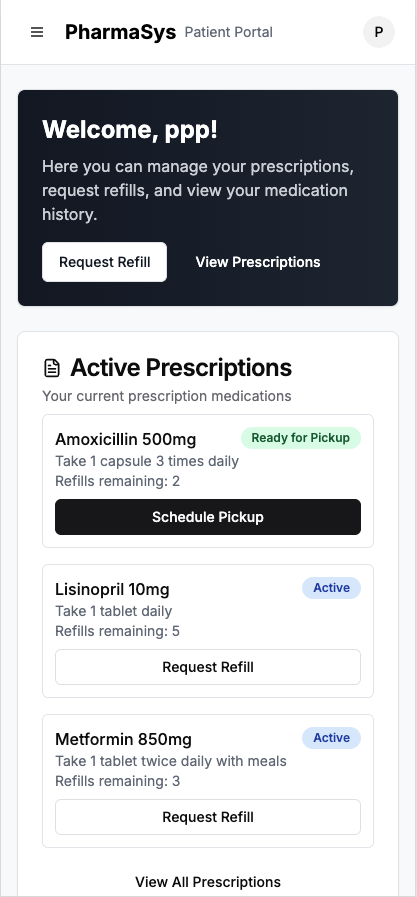 PharmaSys Patient Portal P
Welcome, ppp!
Here you can manage your prescriptions,
request refills, and view your medication
history.
Request Refill View Prescriptions
Active Prescriptions
Your current prescription medications
Amoxicillin 500mg Ready for Pickup
Take 1 capsule 3 times daily
Refills remaining: 2
Schedule Pickup
Lisinopril 10mg Active
Take 1 tablet daily
Refills remaining: 5
Request Refill
Metformin 850mg Active
Take 1 tablet twice daily with meals
Refills remaining: 3
Request Refill
View All Prescriptions